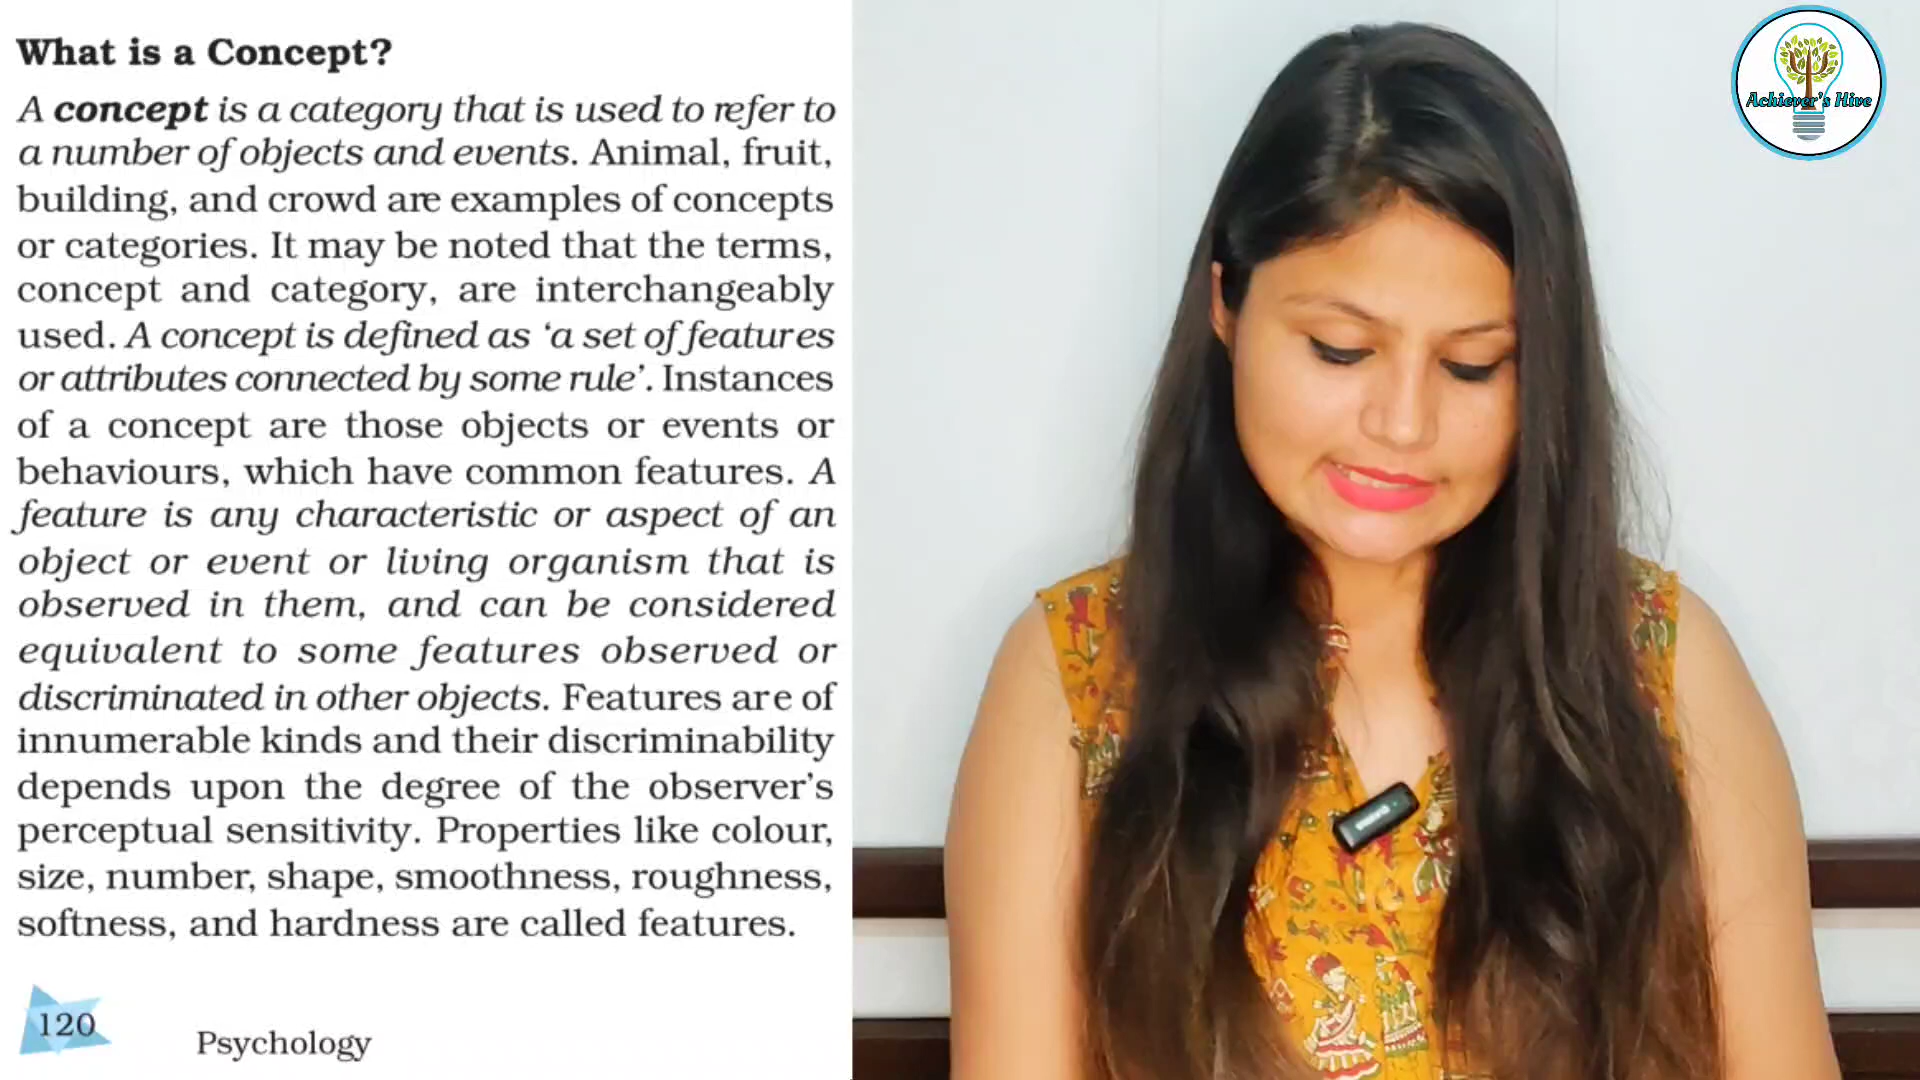 What is a Concept?
A concept is a category that is used to refer to
a number of objects and events. Animal, fruit,
building, and crowd are examples of concepts
or categories. It may be noted that the terms,
concept and category, are interchangeably
used. A concept is defined as ‘a set of features
or attributes connected by some rule’. Instances
of a concept are those objects or events or
behaviours, which have common features. A
feature is any characteristic or aspect of an
object or event or living organism that is
observed in them, and can be considered
equivalent to some features observed or
discriminated in other objects. Features are of
innumerable kinds and their discriminability
depends upon the degree of the observer’s
perceptual sensitivity. Properties like colour,
size, number, shape, smoothness, roughness,
softness, and hardness are called features.
120
Psychology
Achiever's Hive